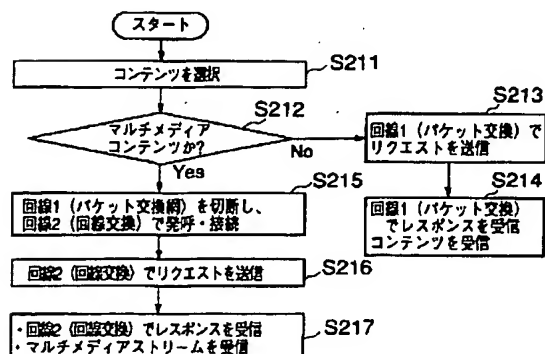 スタート
コンテンツを選択
S211
マルチメディア
コンテンツか?
S212
No
Yes
回線1 (パケット交換) で
リクエストを送信
S213
回線1 (パケット交換)
でレスポンスを受信
コンテンツを受信
S214
回線1 (パケット交換網) を切断し、
回線2 (回線交換) で発呼・接続
S215
回線2 (回線交換) でリクエストを送信
S216
・回線2 (回線交換) でレスポンスを受信
・マルチメディアストリームを受信
S217